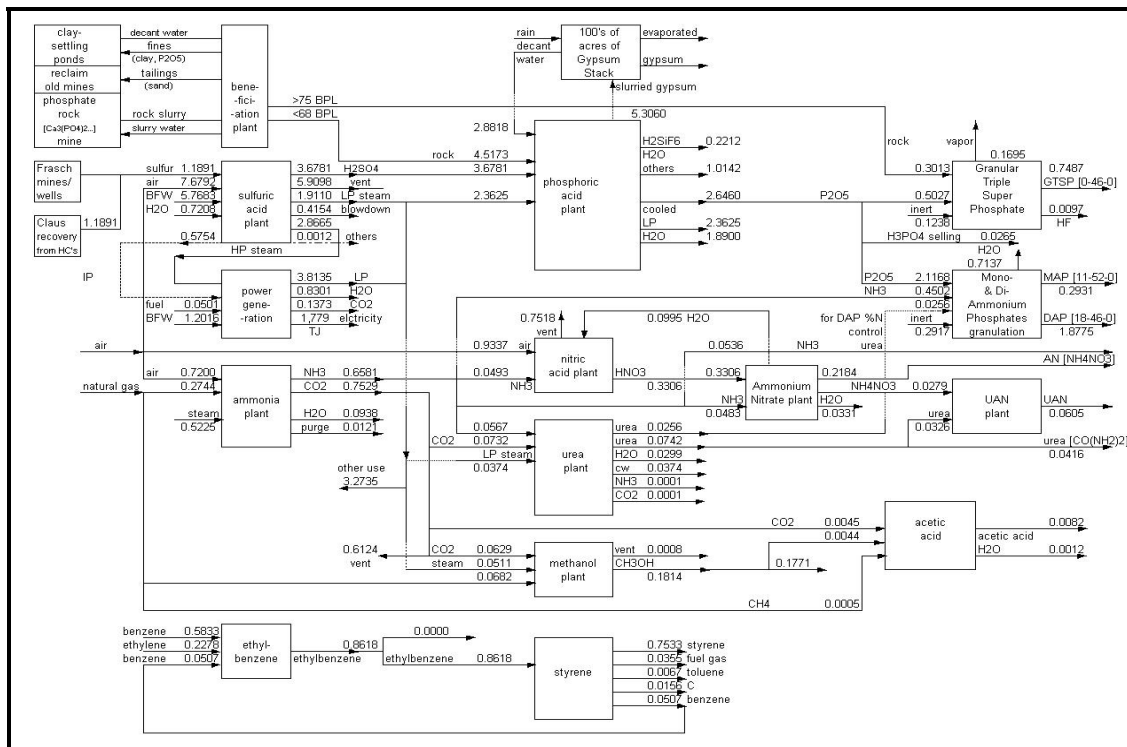 clay-
settling
ponds
reclaim
old mines
phosphate
rock
[Ca3(PO4)2...]
mine
decant water
fines
(clay, P2O5)
tailings
(sand)
rock slurry
slurry water
bene-
-fici-
-ation
plant
>75 BPL
<68 BPL
rain
decant
water
100's of
acres of
Gypsum
Stack
evaporated
gypsum
slurried gypsum
5.3060
2.8818
rock 4.5173
3.6781
2.3625
phosphoric
acid
plant
H2SiF6 0.2212
H2O
others 1.0142
2.6460
cooled
LP 2.3625
H2O 1.8900
P2O5
rock
vapor
0.1695
0.3013
0.5027
inert
0.1238
Granular
Triple
Super
Phosphate
0.7487
GTSP [0-46-0]
0.0097
HF
H3PO4 selling 0.0265
H2O
0.7137
P2O5 2.1168
NH3 0.4502
0.0256
inert
0.2917
for DAP %N
control
Mono-
& Di-
Ammonium
Phosphates
granulation
MAP [11-52-0]
0.2931
DAP [18-46-0]
1.8775
Frasch
mines/
wells
Claus
recovery
from HC's
1.1891
sulfur 1.1891
air 7.6792
BFW 5.7683
H2O 0.7208
sulfuric
acid
plant
3.6781 H2SO4
5.9098 vent
1.9110 LP steam
0.4154 blowdown
2.8665
0.0012 others
0.5754
HP steam
IP
fuel 0.0501
BFW 1.2016
power
gene-
-ration
3.8135 LP
0.8301 H2O
0.1373 CO2
1,779 elctricity
TJ
air
0.9337 air
0.7518
vent
0.0995 H2O
nitric
acid plant
0.0493
NH3
HNO3 0.3306
0.3306
0.0536 NH3
urea
AN [NH4NO3]
Ammonium
Nitrate plant
NH3
0.0483
0.2184
NH4NO3 0.0279
H2O
0.0331
urea
0.0326
UAN
plant
UAN
0.0605
natural gas
air 0.7200
0.2744
steam
0.5225
ammonia
plant
NH3 0.6581
CO2 0.7529
H2O 0.0938
purge 0.0121
0.0567
CO2 0.0732
LP steam
0.0374
urea
plant
urea 0.0256
urea 0.0742
H2O 0.0299
cw 0.0374
NH3 0.0001
CO2 0.0001
urea [CO(NH2)2]
0.0416
other use
3.2735
0.6124
vent
CO2 0.0629
steam 0.0511
0.0682
methanol
plant
vent 0.0008
CH3OH
0.1814
0.1771
CO2 0.0045
0.0044
CH4 0.0005
acetic
acid
0.0082
acetic acid
H2O 0.0012
benzene 0.5833
ethylene 0.2278
benzene 0.0507
ethyl-
benzene
0.8618
ethylbenzene
0.0000
ethylbenzene 0.8618
styrene
0.7533 styrene
0.0355 fuel gas
0.0067 toluene
0.0156 C
0.0507 benzene